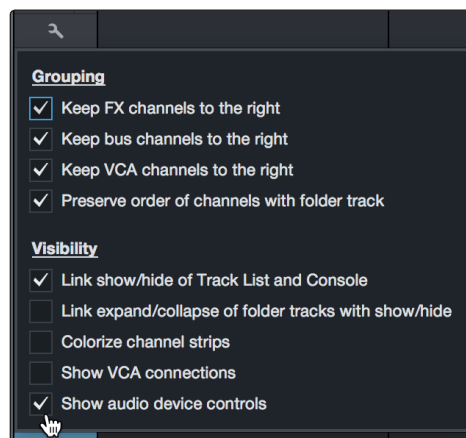 Grouping
Keep FX channels to the right
Keep bus channels to the right
Keep VCA channels to the right
Preserve order of channels with folder track
Visibility
Link show/hide of Track List and Console
Link expand/collapse of folder tracks with show/hide
Colorize channel strips
Show VCA connections
Show audio device controls